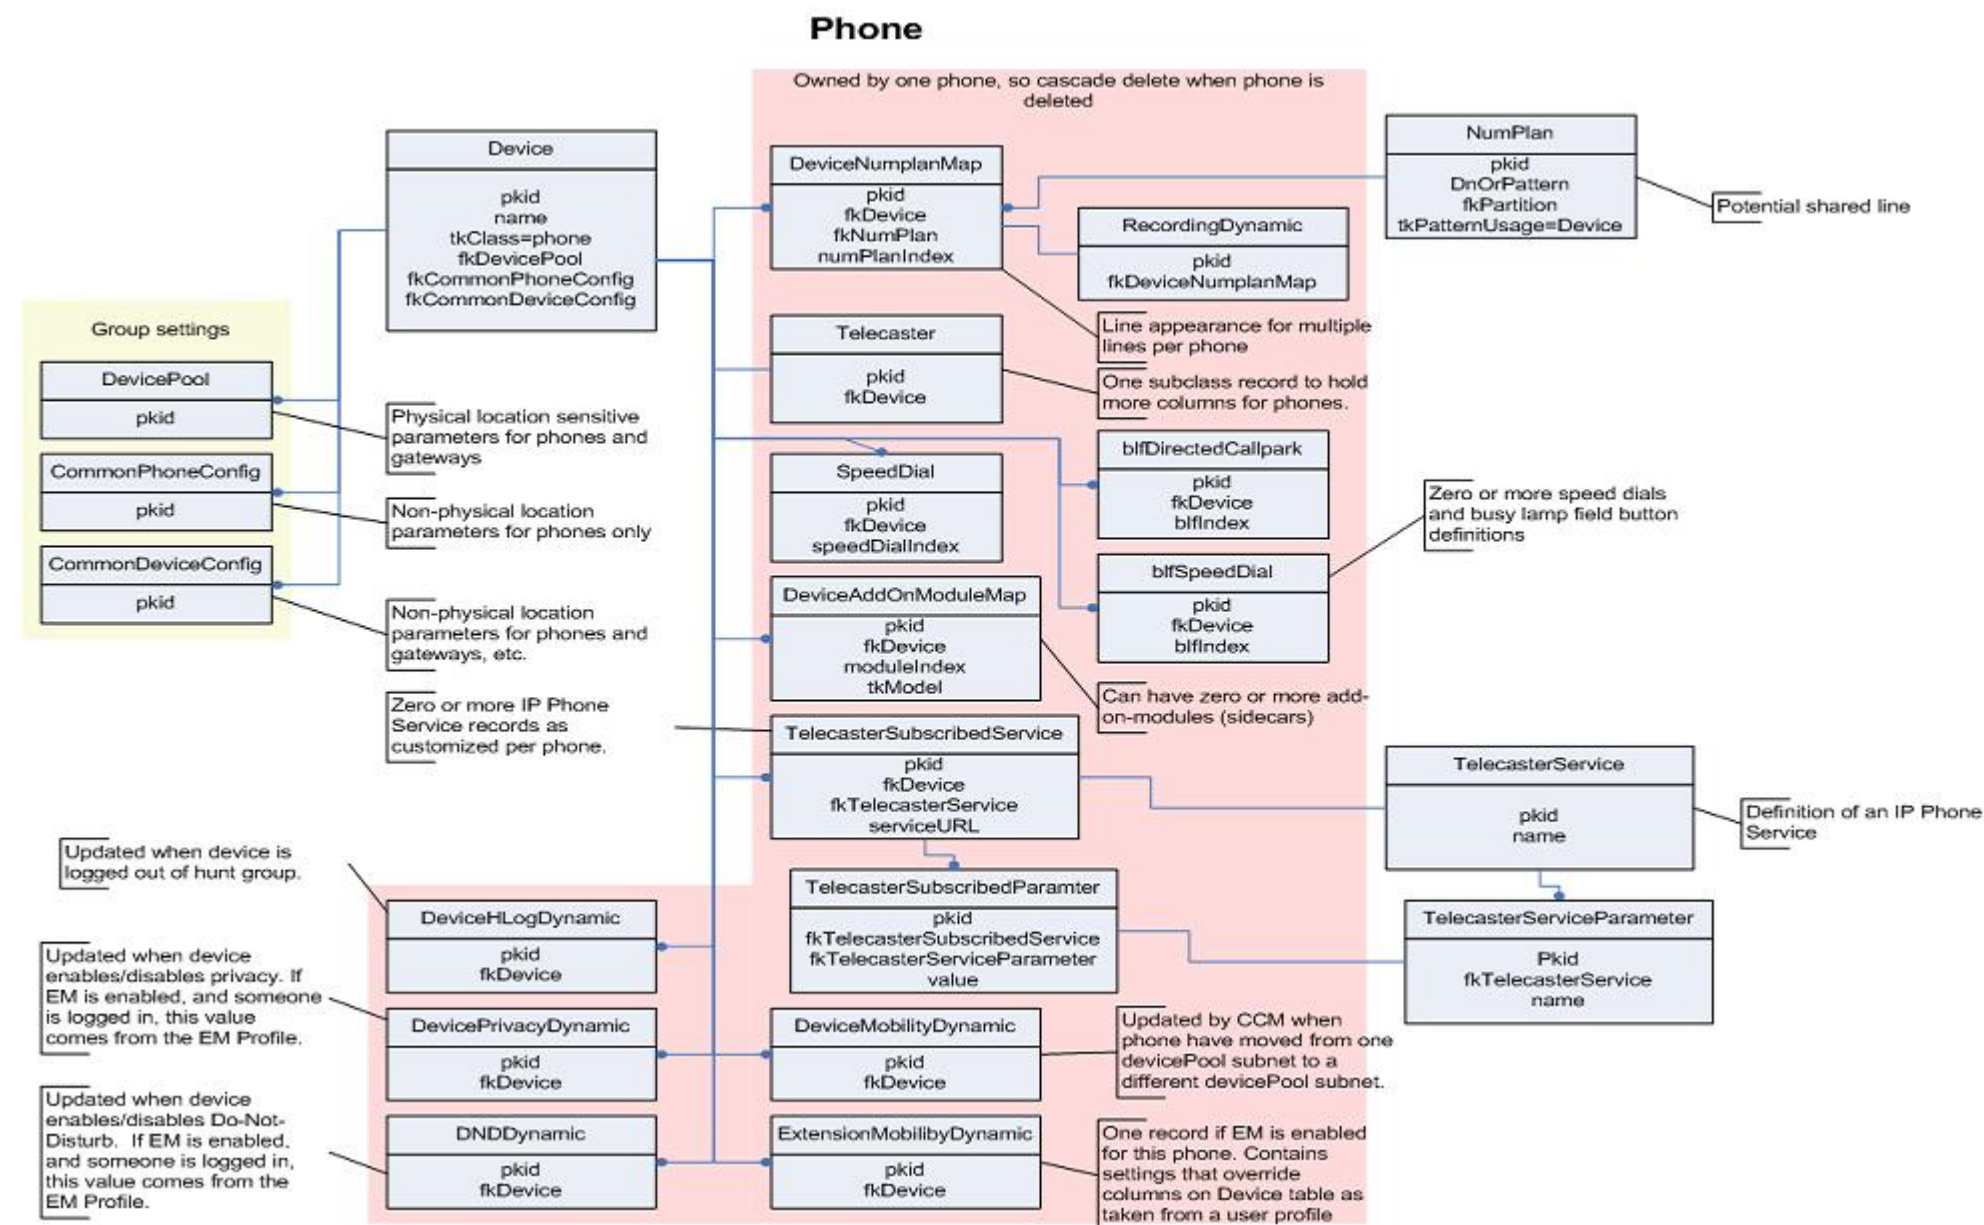 Phone
Owned by one phone, so cascade delete when phone is
deleted
Device
pkid
name
tkClass=phone
fkDevicePool
fkCommonPhoneConfig
fkCommonDeviceConfig
DeviceNumplanMap
pkid
fkDevice
fkNumPlan
numPlanIndex
NumPlan
pkid
DnOrPattern
fkPartition
tkPatternUsage=Device
Potential shared line
RecordingDynamic
pkid
fkDeviceNumplanMap
Line appearance for multiple
lines per phone
Group settings
DevicePool
pkid
CommonPhoneConfig
pkid
CommonDeviceConfig
pkid
Physical location sensitive
parameters for phones and
gateways
Non-physical location
parameters for phones only
Non-physical location
parameters for phones and
gateways, etc.
Zero or more IP Phone
Service records as
customized per phone.
Telecaster
pkid
fkDevice
One subclass record to hold
more columns for phones.
SpeedDial
pkid
fkDevice
speedDialIndex
blfDirectedCallpark
pkid
fkDevice
blfIndex
blfSpeedDial
pkid
fkDevice
blfIndex
Zero or more speed dials
and busy lamp field button
definitions
DeviceAddOnModuleMap
pkid
fkDevice
moduleIndex
tkModel
Can have zero or more add-
on-modules (sidecars)
TelecasterSubscribedService
pkid
fkDevice
fkTelecasterService
serviceURL
TelecasterService
pkid
name
Definition of an IP Phone
Service
TelecasterSubscribedParamter
pkid
fkTelecasterSubscribedService
fkTelecasterServiceParameter
value
TelecasterServiceParameter
Pkid
fkTelecasterService
name
Updated when device is
logged out of hunt group.
DeviceHLogDynamic
pkid
fkDevice
Updated when device
enables/disables privacy. If
EM is enabled, and someone
is logged in, this value
comes from the EM Profile.
DevicePrivacyDynamic
pkid
fkDevice
DeviceMobilityDynamic
pkid
fkDevice
Updated by CCM when
phone have moved from one
devicePool subnet to a
different devicePool subnet.
Updated when device
enables/disables Do-Not-
Disturb. If EM is enabled,
and someone is logged in,
this value comes from the
EM Profile.
DNDDynamic
pkid
fkDevice
ExtensionMobilibyDynamic
pkid
fkDevice
One record if EM is enabled
for this phone. Contains
settings that override
columns on Device table as
taken from a user profile